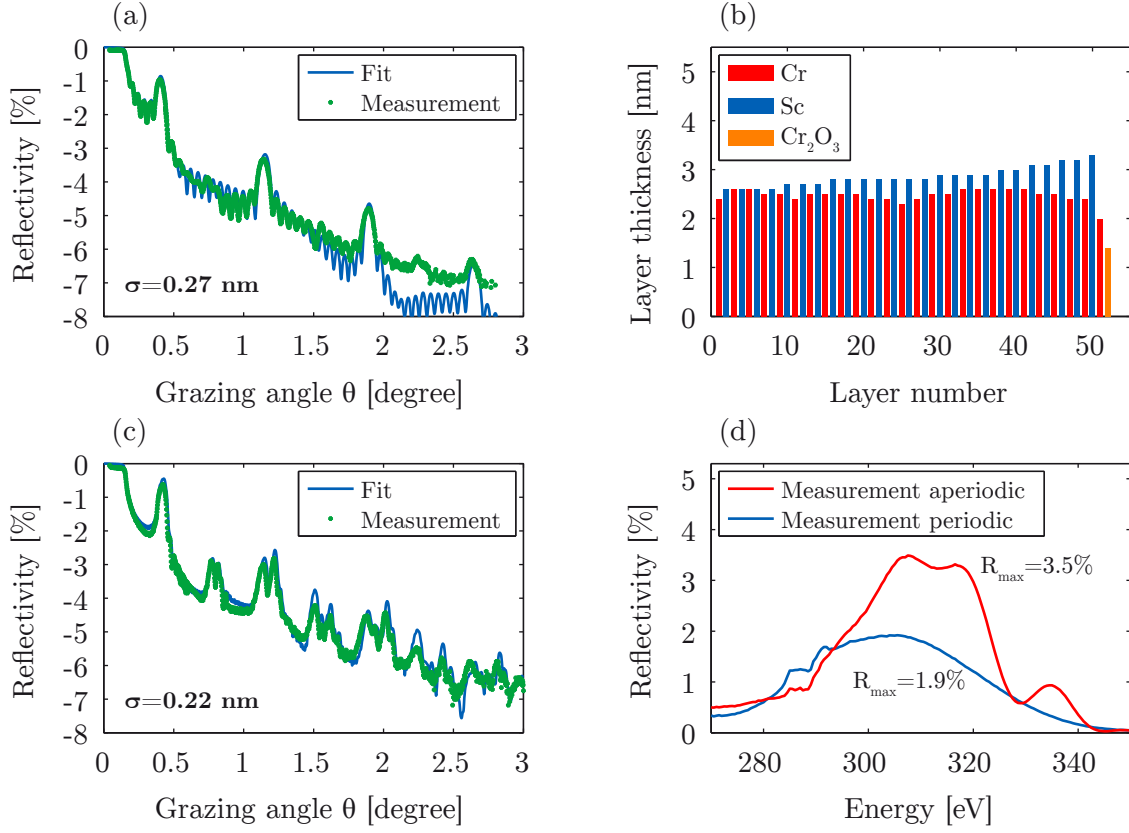 (a)
0
-1
-2
-3
-4
-5
-6
-7
-8
Reflectivity [%]
Fit
Measurement
σ=0.27 nm
0 0.5 1 1.5 2 2.5 3
Grazing angle θ [degree]
(b)
5
4
3
2
1
0
Layer thickness [nm]
Cr
Sc
Cr₂O₃
0 10 20 30 40 50
Layer number
(c)
0
-1
-2
-3
-4
-5
-6
-7
-8
Reflectivity [%]
Fit
Measurement
σ=0.22 nm
0 0.5 1 1.5 2 2.5 3
Grazing angle θ [degree]
(d)
5
4
3
2
1
0
Reflectivity [%]
Measurement aperiodic
Measurement periodic
Rmax=3.5%
Rmax=1.9%
280 300 320 340
Energy [eV]